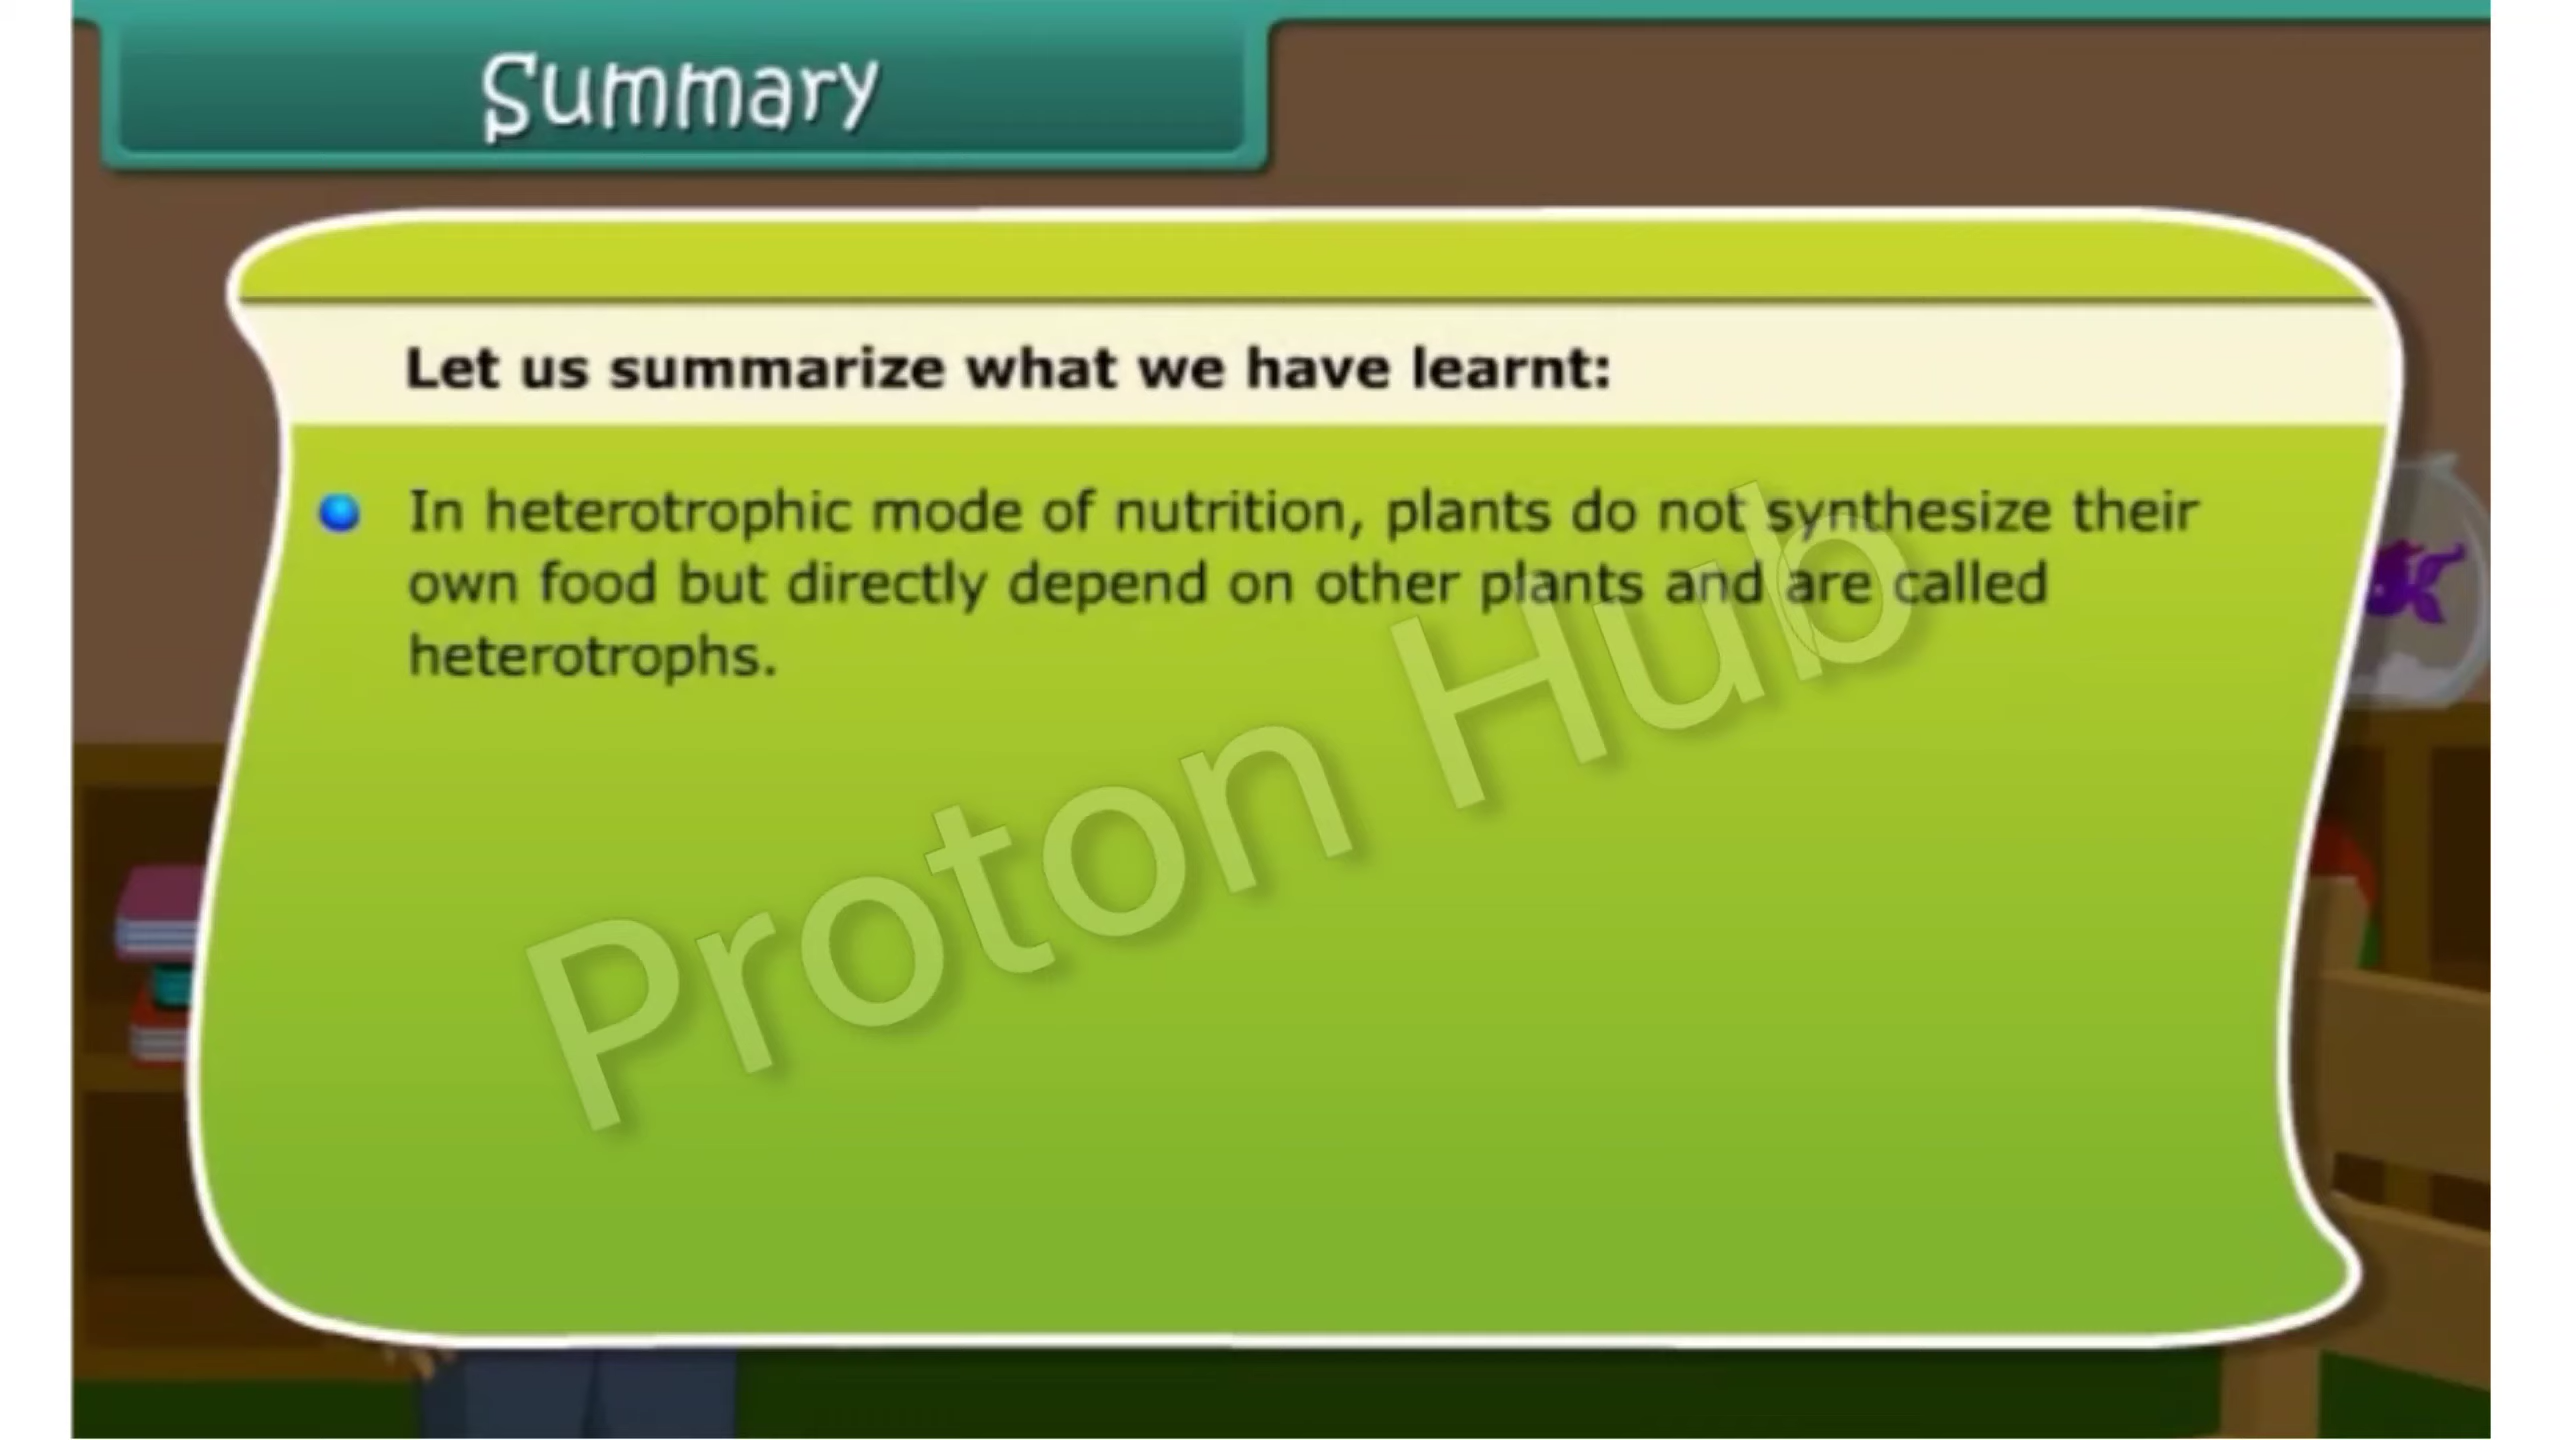 Summary
Let us summarize what we have learnt:
In heterotrophic mode of nutrition, plants do not synthesize their
own food but directly depend on other plants and are called
heterotrophs.
Proton Hub